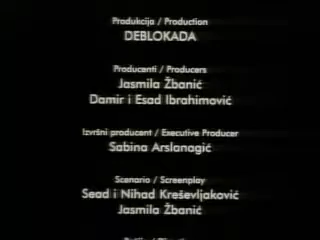 Produkcija / Production
DEBLOKADA
Producenti / Producers
Jasmila Žbanić
Damir i Esad Ibrahimović
Izvršni producent / Executive Producer
Sabina Arslanagić
Scenario / Screenplay
Sead i Nihad Kreševljaković
Jasmila Žbanić